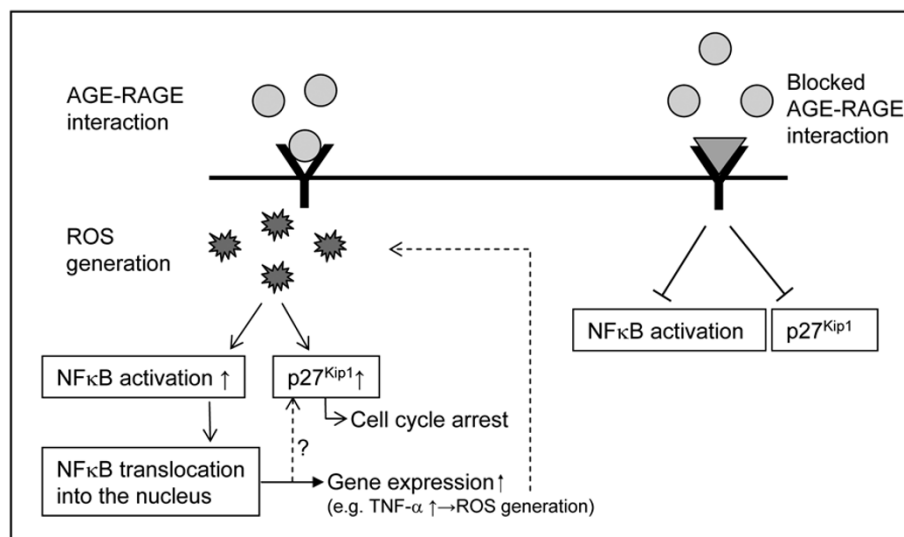 AGE-RAGE
interaction
Blocked
AGE-RAGE
interaction
ROS
generation
NFκB activation
p27Kip1
NFκB activation ↑
p27Kip1↑
Cell cycle arrest
?
NFκB translocation
into the nucleus
Gene expression↑
(e.g. TNF-α ↑→ROS generation)